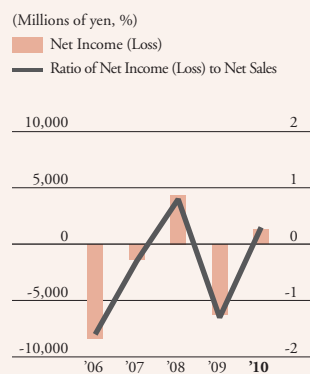 (Millions of yen, %)
Net Income (Loss)
Ratio of Net Income (Loss) to Net Sales
10,000 2
5,000 1
0 0
-5,000 -1
-10,000 -2
’06 ’07 ’08 ’09 ’10